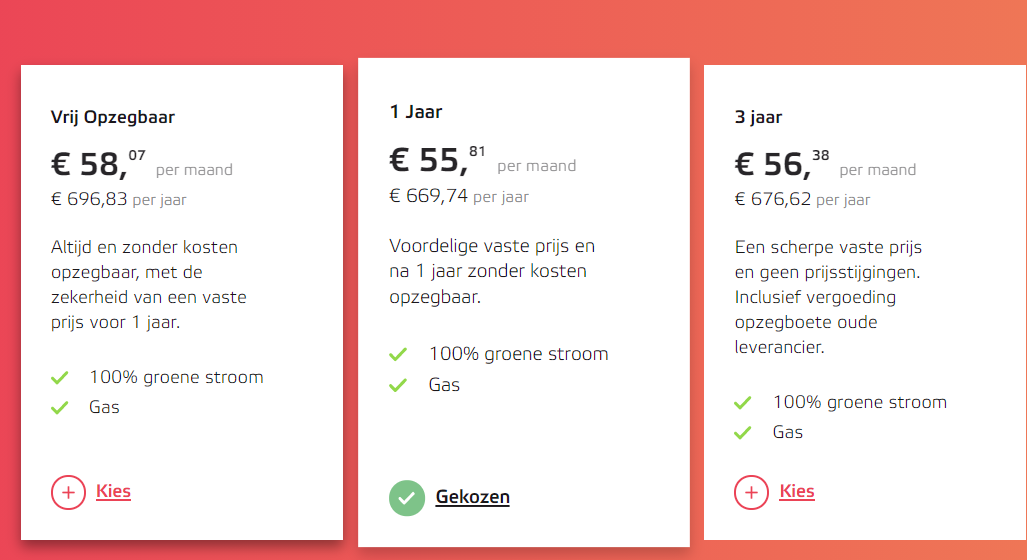 Vrij Opzegbaar
€ 58,07 per maand
€ 696,83 per jaar
Altijd en zonder kosten
opzegbaar, met de
zekerheid van een vaste
prijs voor 1 jaar.
100% groene stroom
Gas
Kies
1 Jaar
€ 55,81 per maand
€ 669,74 per jaar
Voordelige vaste prijs en
na 1 jaar zonder kosten
opzegbaar.
100% groene stroom
Gas
Gekozen
3 jaar
€ 56,38 per maand
€ 676,62 per jaar
Een scherpe vaste prijs
en geen prijsstijgingen.
Inclusief vergoeding
opzegboete oude
leverancier.
100% groene stroom
Gas
Kies